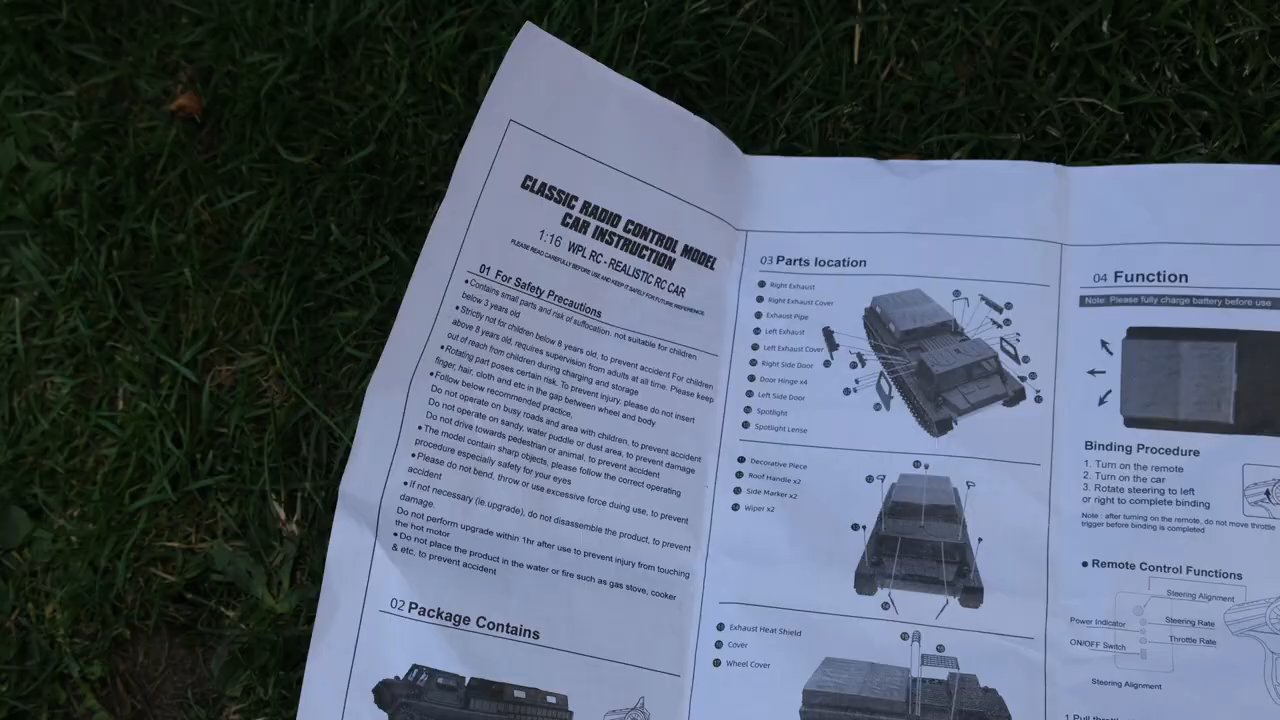 CLASSIC RADIO CONTROL MODEL
CAR INSTRUCTION
1:16 WPL RC - REALISTIC RC CAR
PLEASE READ CAREFULLY BEFORE USE AND KEEP IT SAFELY FOR FUTURE REFERENCE
01 For Safety Precautions
•Contains small parts and risk of suffocation, not suitable for children
below 3 years old
•Strictly not for children below 8 years old, to prevent accident For children
above 8 years old, requires supervision from adults at all time. Please keep
out of reach from children during charging and storage
•Rotating part poses certain risk. To prevent injury, please do not insert
finger, hair, cloth and etc in the gap between wheel and body
•Follow below recommended practice,
Do not operate on busy roads and area with children, to prevent accident
Do not operate on sandy, water puddle or dust area, to prevent damage
Do not drive towards pedestrian or animal, to prevent accident
•The model contain sharp objects, please follow the correct operating
procedure especially safety for your eyes
•Please do not bend, throw or use excessive force duing use, to prevent
accident
•If not necessary (ie:upgrade), do not disassemble the product, to prevent
damage.
Do not perform upgrade within 1hr after use to prevent injury from touching
the hot motor
•Do not place the product in the water or fire such as gas stove, cooker
& etc, to prevent accident
02 Package Contains
03 Parts location
Right Exhaust
Right Exhaust Cover
Exhaust Pipe
Left Exhaust
Left Exhaust Cover
Right Side Door
Door Hinge x4
Left Side Door
Spotlight
Spotlight Lense
Decorative Piece
Roof Handle x2
Side Marker x2
Wiper x2
Exhaust Heat Shield
Cover
Wheel Cover
04 Function
Note: Please fully charge battery before use
Binding Procedure
1. Turn on the remote
2. Turn on the car
3. Rotate steering to left
or right to complete binding
Note : after turning on the remote, do not move throttle
trigger before binding is completed
• Remote Control Functions
Steering Alignment
Power Indicator
Steering Rate
ON/OFF Switch
Throttle Rate
Steering Alignment